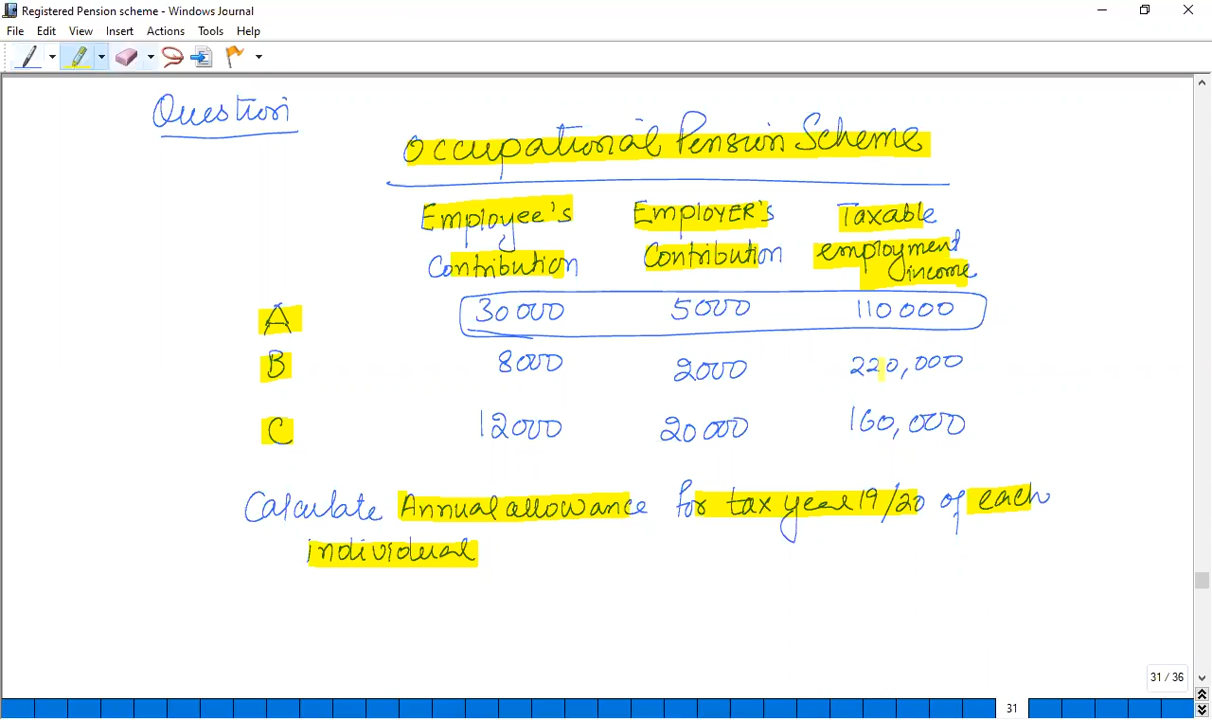 Registered Pension scheme - Windows Journal
File Edit View Insert Actions Tools Help
Question
Occupational Pension Scheme
Employee's Contribution EMPLOYER'S Contribution Taxable employment income
A 30000 5000 110000
B 8000 2000 220,000
C 12000 20000 160,000
Calculate Annual allowance for tax year 19/20 of each
individual
31 / 36
31